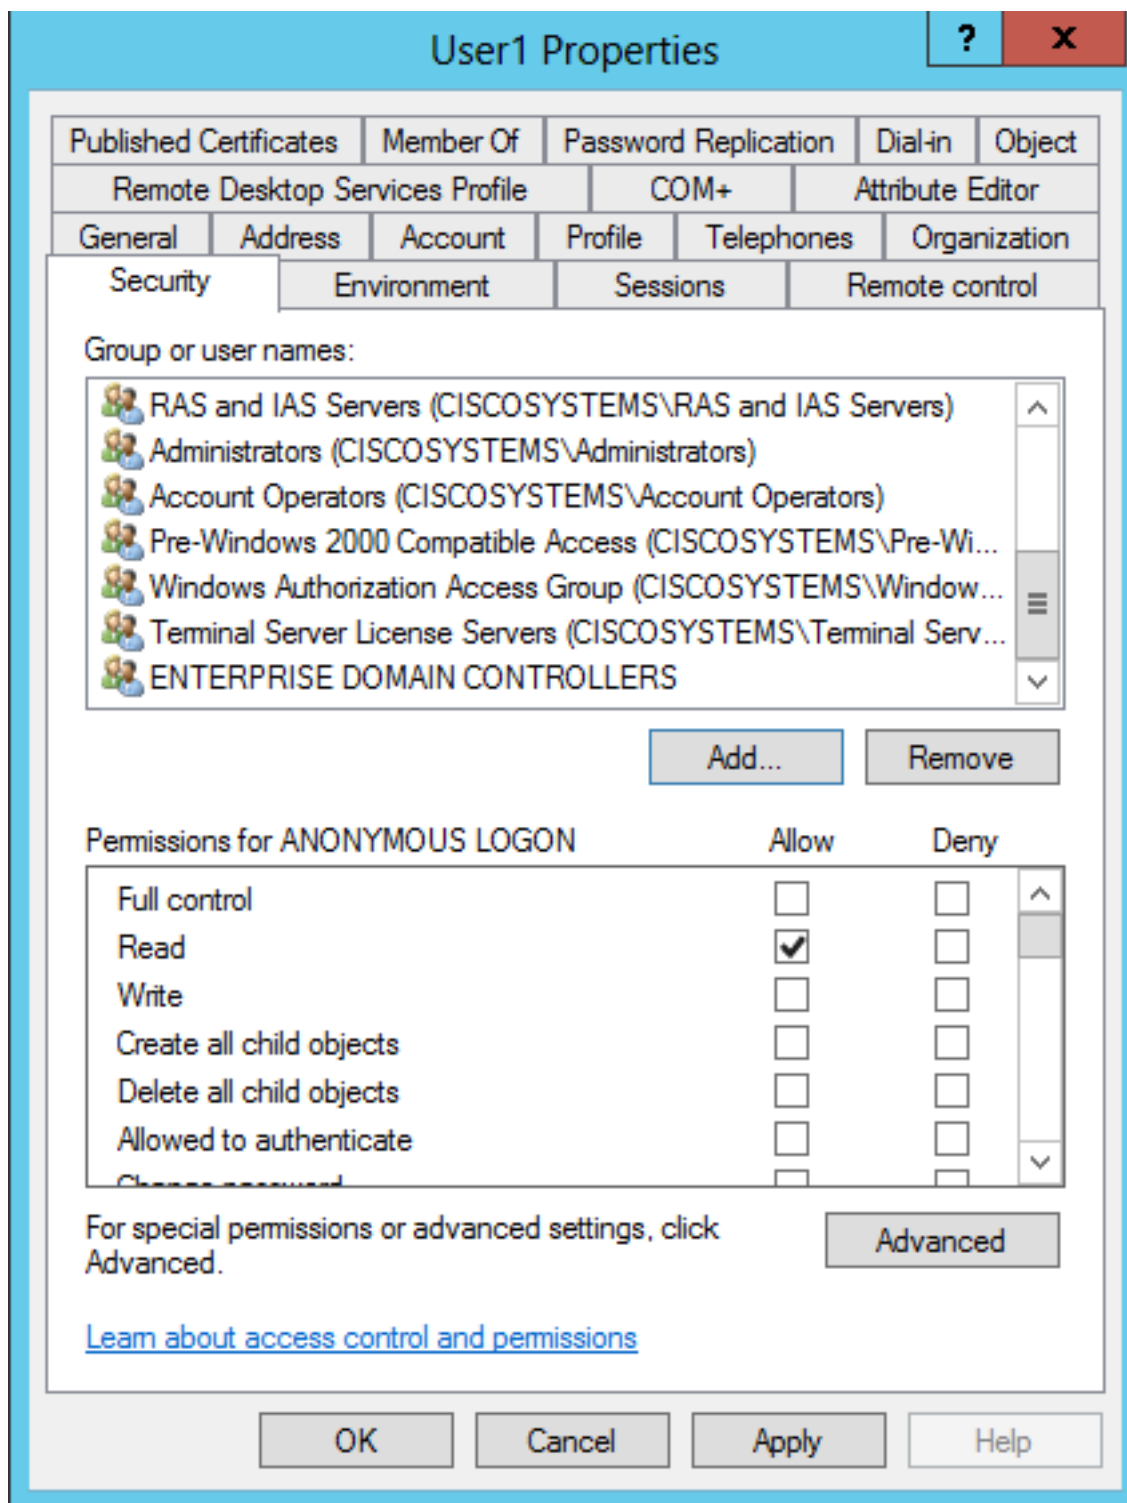 User1 Properties
?
x
Published Certificates
Member Of
Password Replication
Dial-in
Object
Remote Desktop Services Profile
COM+
Attribute Editor
General
Address
Account
Profile
Telephones
Organization
Security
Environment
Sessions
Remote control
Group or user names:
RAS and IAS Servers (CISCOSYSTEMS\RAS and IAS Servers)
Administrators (CISCOSYSTEMS\Administrators)
Account Operators (CISCOSYSTEMS\Account Operators)
Pre-Windows 2000 Compatible Access (CISCOSYSTEMS\Pre-Wi...
Windows Authorization Access Group (CISCOSYSTEMS\Window...
Terminal Server License Servers (CISCOSYSTEMS\Terminal Serv...
ENTERPRISE DOMAIN CONTROLLERS
Add...
Remove
Permissions for ANONYMOUS LOGON
Allow
Deny
Full control
Read
Write
Create all child objects
Delete all child objects
Allowed to authenticate
Change password
For special permissions or advanced settings, click
Advanced.
Advanced
Learn about access control and permissions
OK
Cancel
Apply
Help